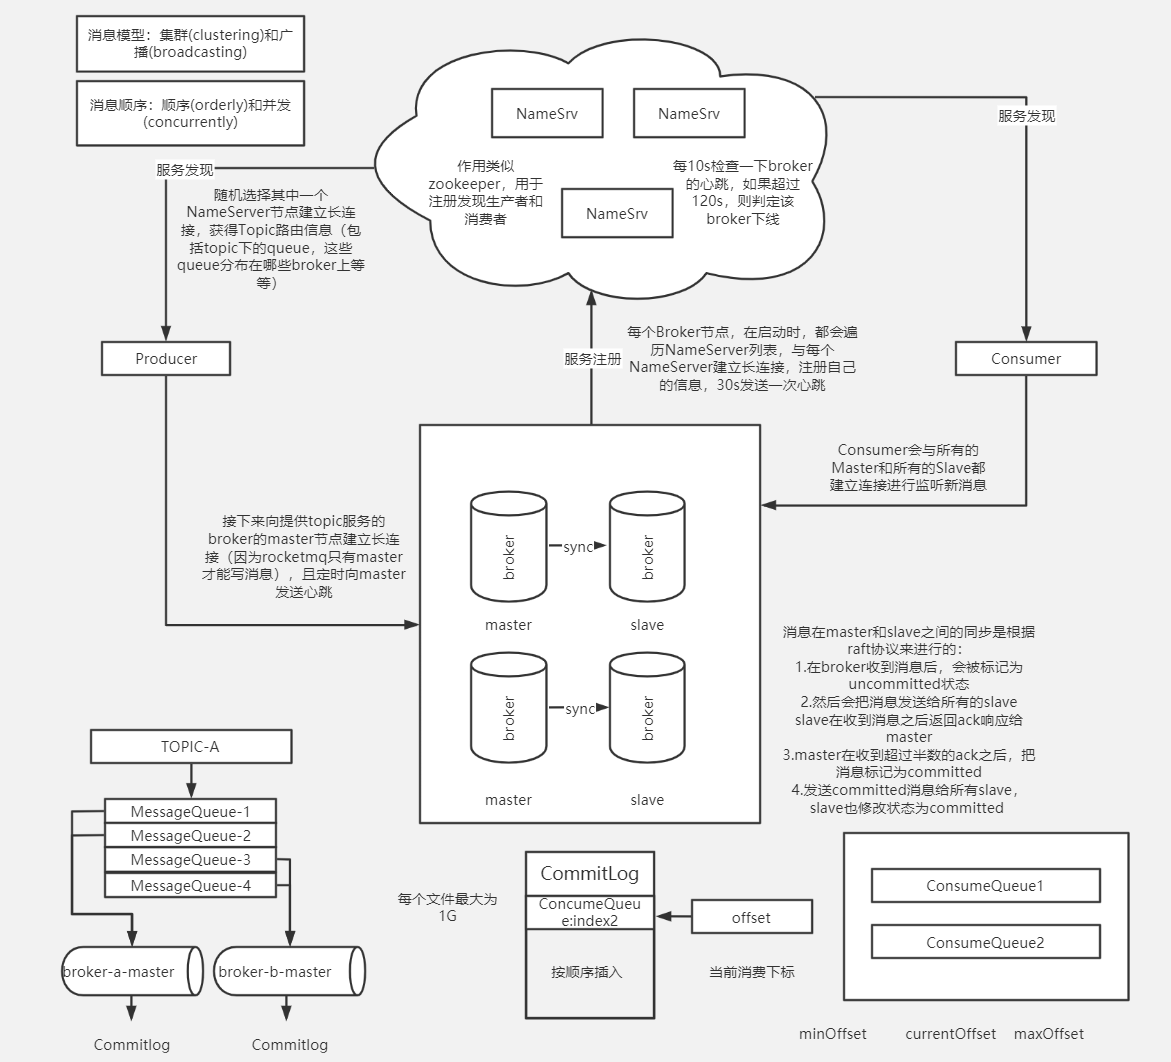 消息模型：集群(clustering)和广
播(broadcasting)
消息顺序：顺序(orderly)和并发
(concurrently)
NameSrv
NameSrv
作用类似
zookeeper，用于
注册发现生产者和
消费者
每10s检查一下broker
的心跳，如果超过
120s，则判定该
broker下线
NameSrv
服务发现
服务发现
随机选择其中一个
NameServer节点建立长连
接，获得Topic路由信息（包
括topic下的queue，这些
queue分布在哪些broker上等
等）
Producer
服务注册
每个Broker节点，在启动时，都会遍
历NameServer列表，与每个
NameServer建立长连接，注册自己
的信息，30s发送一次心跳
Consumer
Consumer会与所有的
Master和所有的Slave都
建立连接进行监听新消息
接下来向提供topic服务的
broker的master节点建立长连
接（因为rocketmq只有master
才能写消息），且定时向master
发送心跳
broker
sync
broker
master
slave
broker
sync
broker
master
slave
消息在master和slave之间的同步是根据
raft协议来进行的：
1.在broker收到消息后，会被标记为
uncommitted状态
2.然后会把消息发送给所有的slave
slave在收到消息之后返回ack响应给
master
3.master在收到超过半数的ack之后，把
消息标记为committed
4.发送committed消息给所有slave，
slave也修改状态为committed
TOPIC-A
MessageQueue-1
MessageQueue-2
MessageQueue-3
MessageQueue-4
broker-a-master
broker-b-master
Commitlog
Commitlog
每个文件最大为
1G
CommitLog
ConcumeQueu
e:index2
按顺序插入
offset
当前消费下标
ConsumeQueue1
ConsumeQueue2
minOffset
currentOffset
maxOffset